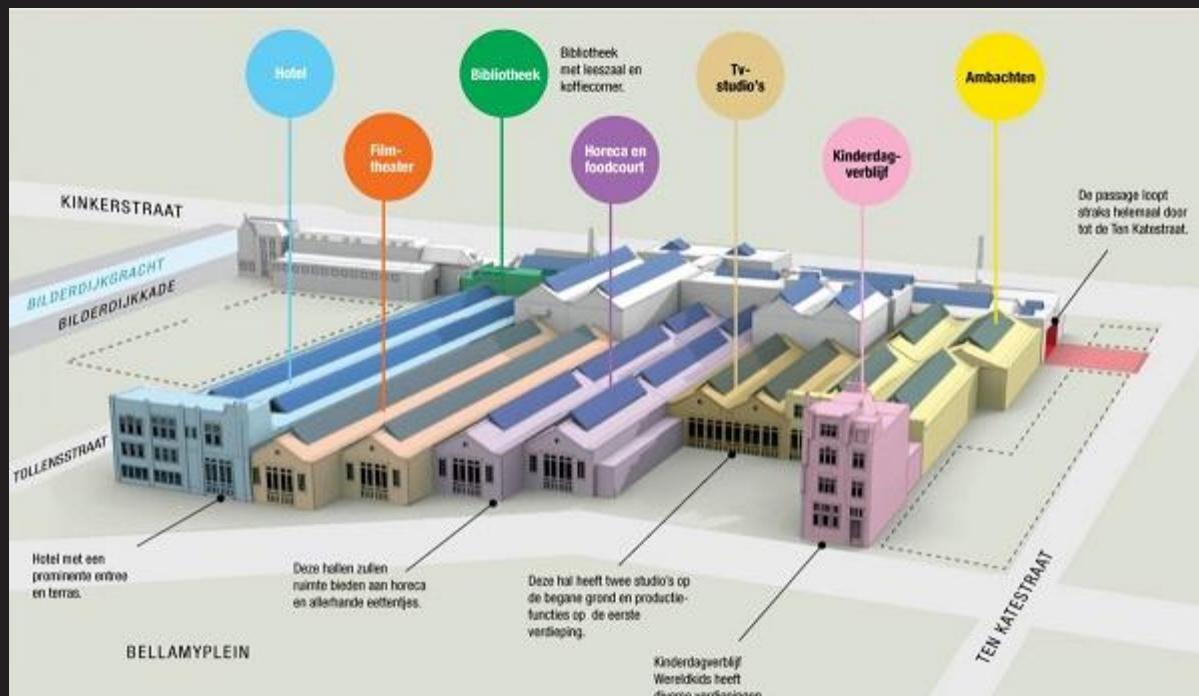 Hotel
Bibliotheek
Bibliotheek
met leeszaal en
koffiecorner.
Tv-
studio's
Ambachten
Film-
theater
Horeca en
foodcourt
Kinderdag-
verblijf
De passage loopt
straks helemaal door
tot de Ten Katestraat.
KINKERSTRAAT
BILDERDIJKGRACHT
BILDERDIJKKADE
TOLLENSSTRAAT
Hotel met een
prominente entree
en terras.
Deze hallen zullen
ruimte bieden aan horeca
en allerhande eettentjes.
Deze hal heeft twee studio's op
de begane grond en productie-
functies op de eerste
verdieping.
TEN KATESTRAAT
BELLAMYPLEIN
Kinderdagverblijf
Wereldkids heeft
diverse verdiepingen